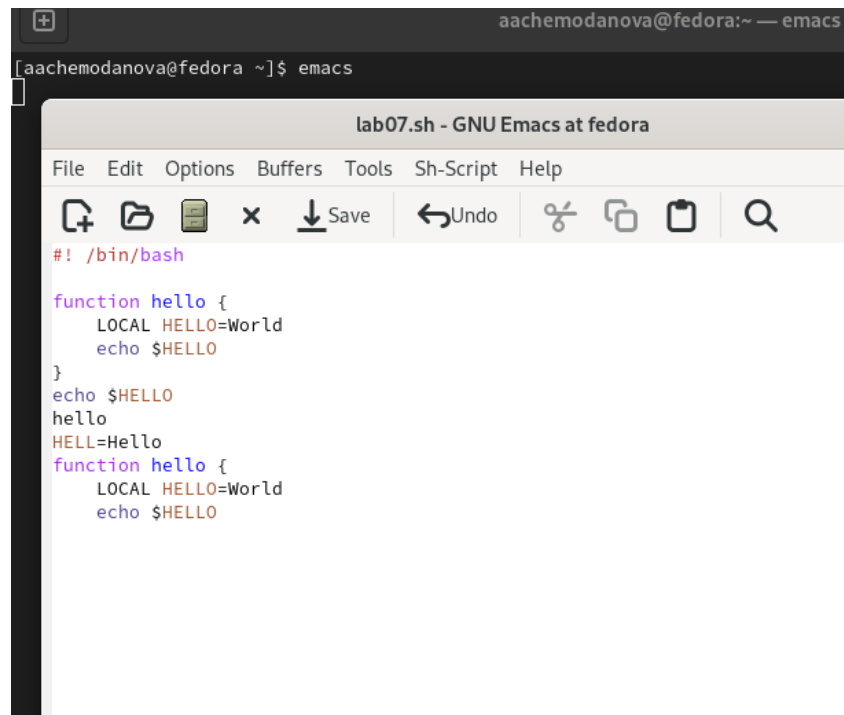 aachemodanova@fedora:~ — emacs
[aachemodanova@fedora ~]$ emacs
lab07.sh - GNU Emacs at fedora
File Edit Options Buffers Tools Sh-Script Help
Save Undo
#! /bin/bash
function hello {
    LOCAL HELLO=World
    echo $HELLO
}
echo $HELLO
hello
HELL=Hello
function hello {
    LOCAL HELLO=World
    echo $HELLO